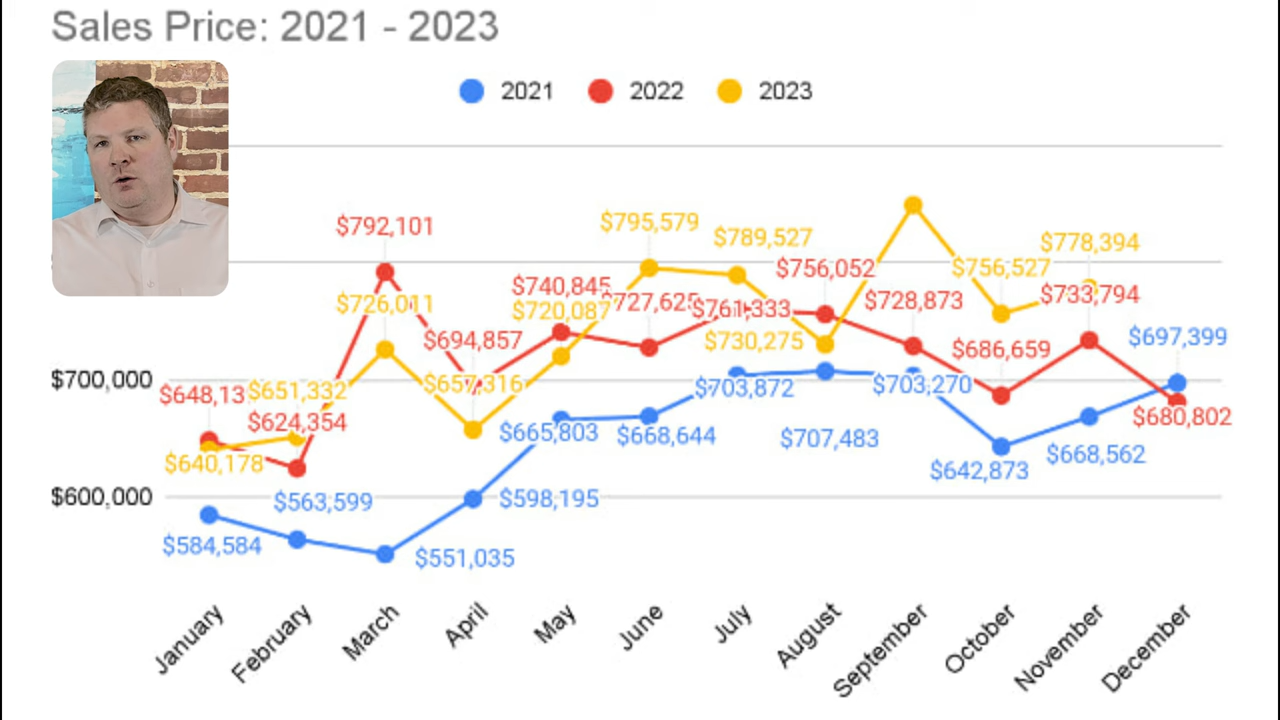 Sales Price: 2021 - 2023
2021 2022 2023
$792,101
$795,579
$789,527
$778,394
$756,052
$756,527
$740,845
$733,794
$728,873
$726,011
$720,087
$761,333
$697,399
$694,857
$730,275
$686,659
$700,000
$657,316
$703,872
$703,270
$651,332
$680,802
$624,354
$665,803
$668,644
$707,483
$668,562
$640,178
$642,873
$600,000
$563,599
$598,195
$584,584
$551,035
January
February
March
April
May
June
July
August
September
October
November
December